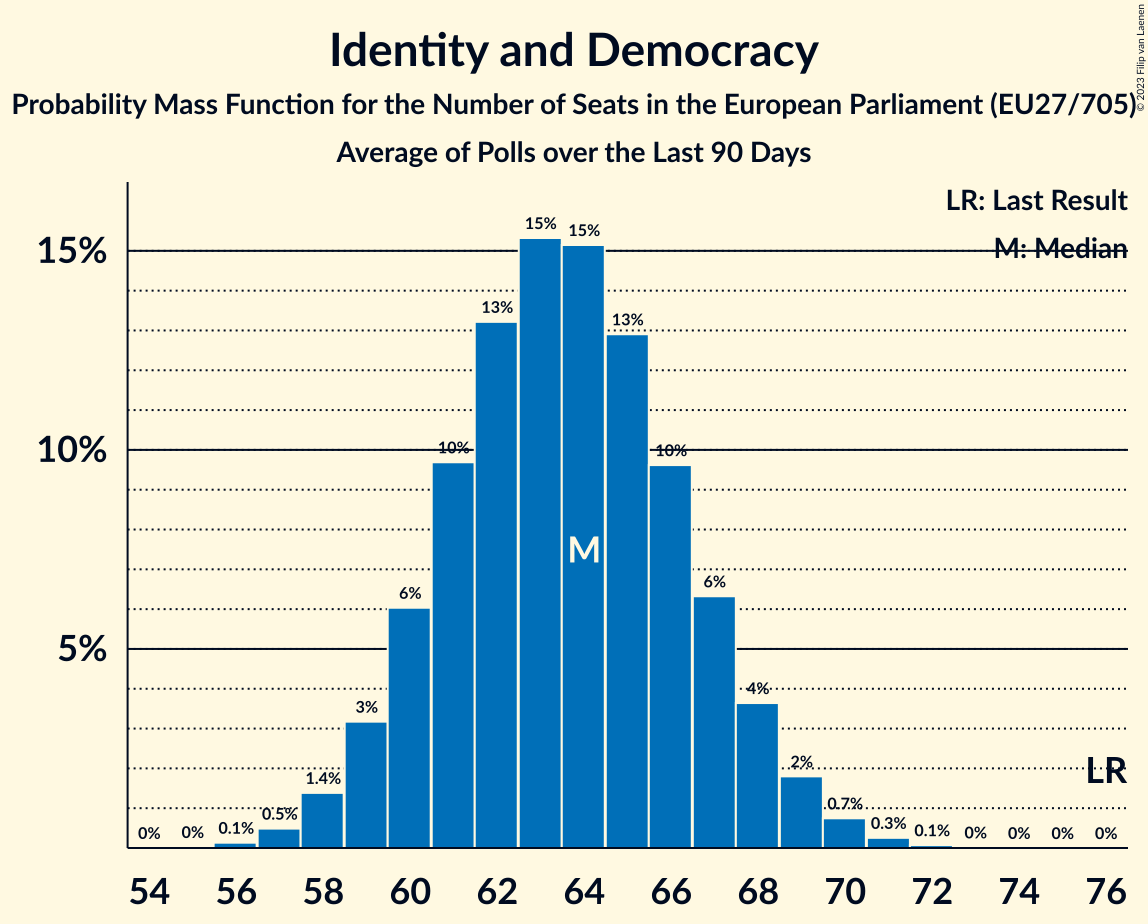 Identity and Democracy
Probability Mass Function for the Number of Seats in the European Parliament (EU27/705)
Average of Polls over the Last 90 Days
© 2023 Filip van Laenen
LR: Last Result
M: Median
15%
10%
5%
0% 0% 0.1% 0.5% 1.4% 3% 6% 10% 13% 15% 15% 13% 10% 6% 4% 2% 0.7% 0.3% 0.1% 0% 0% 0% 0%
M
LR
54 56 58 60 62 64 66 68 70 72 74 76